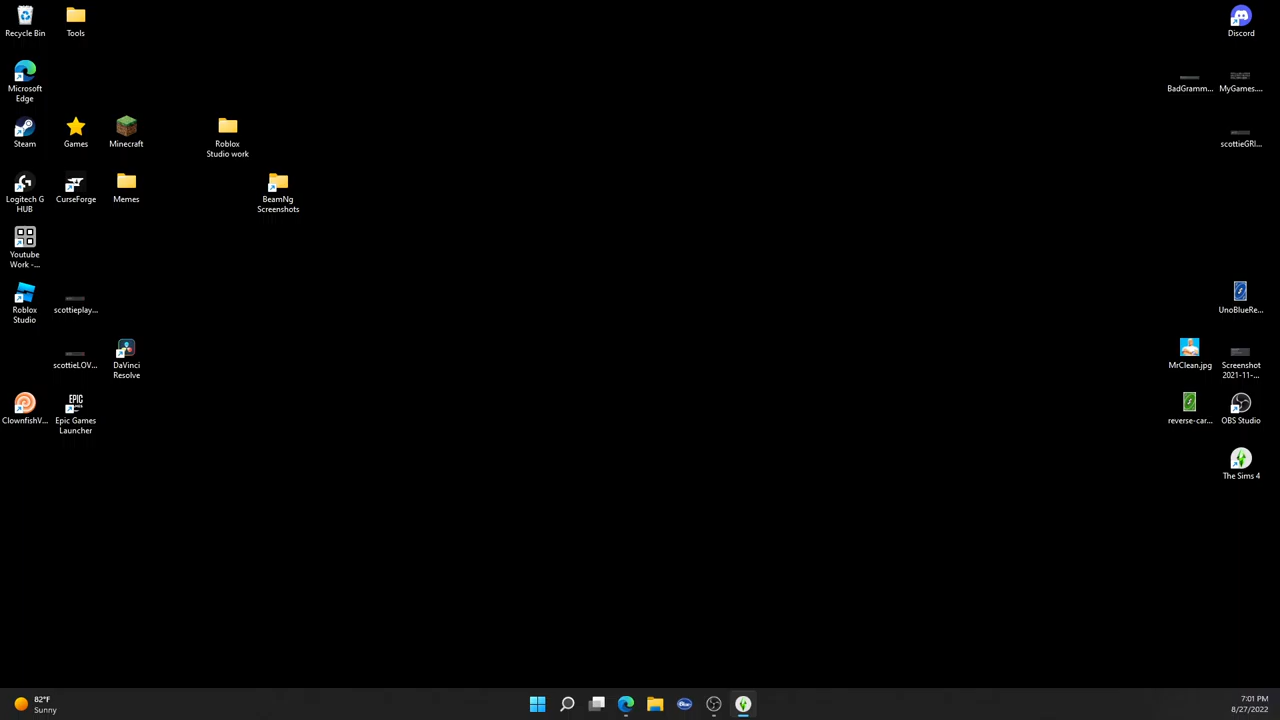 Recycle Bin
Tools
Discord
Microsoft
Edge
BadGramm...
MyGames....
Steam
Games
Minecraft
Roblox
Studio work
scottieGRI...
Logitech G
HUB
CurseForge
Memes
BeamNg
Screenshots
Youtube
Work -...
Roblox
Studio
scottieplay...
UnoBlueRe...
scottieLOV...
DaVinci
Resolve
MrClean.jpg
Screenshot
2021-11-...
ClownfishV...
EPIC
Epic Games
Launcher
reverse-car...
OBS Studio
The Sims 4
82°F
Sunny
7:01 PM
8/27/2022